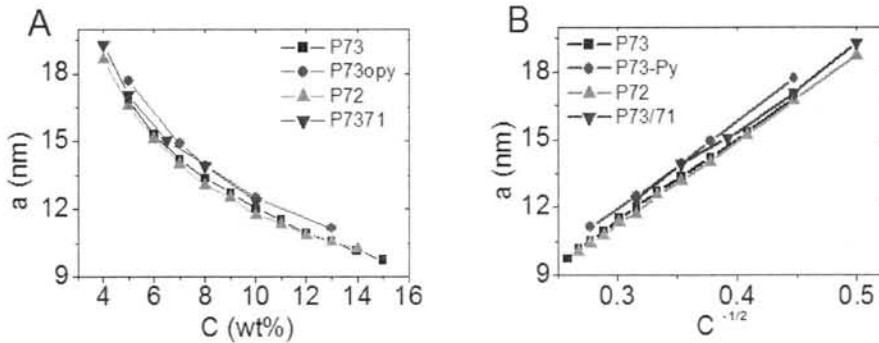 A
B
P73
P73opy
P72
P7371
P73
P73-Py
P72
P73/71
a (nm)
18
15
12
9
4 6 8 10 12 14 16
C (wt%)
a (nm)
18
15
12
9
0.3 0.4 0.5
C -1/2